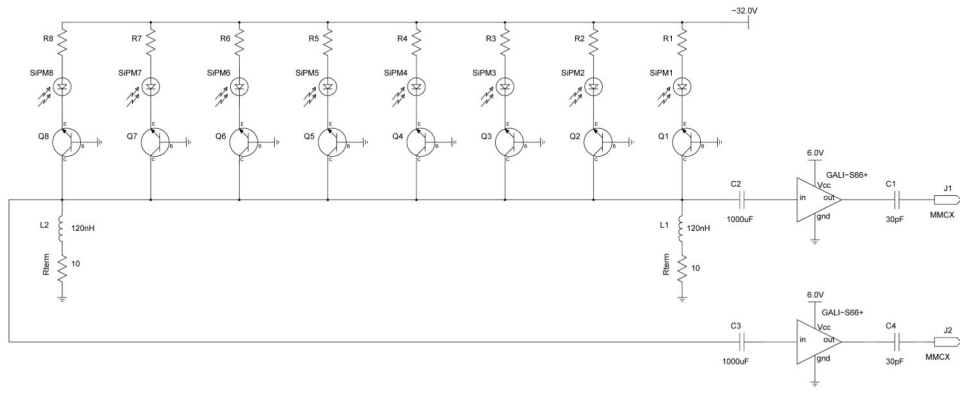 −32.0V
R8 R7 R6 R5 R4 R3 R2 R1
SiPM8 SiPM7 SiPM6 SiPM5 SiPM4 SiPM3 SiPM2 SiPM1
E E E E E E E E
Q8 B Q7 B Q6 B Q5 B Q4 B Q3 B Q2 B Q1 B
C C C C C C C C
6.0V
GALI−S66+
C2 Vcc C1 J1
in out
L2 120nH L1 120nH 1000uF gnd 30pF MMCX
Rterm 10 Rterm 10
6.0V
GALI−S66+
C3 Vcc C4 J2
in out
1000uF gnd 30pF MMCX